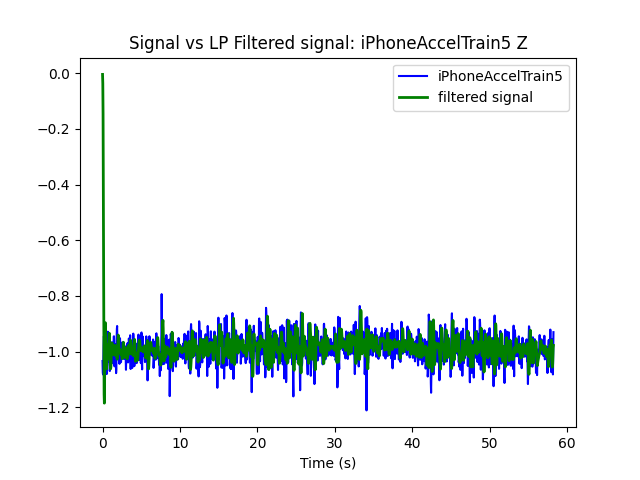 Signal vs LP Filtered signal: iPhoneAccelTrain5 Z
iPhoneAccelTrain5
filtered signal
0.0
−0.2
−0.4
−0.6
−0.8
−1.0
−1.2
0 10 20 30 40 50 60
Time (s)